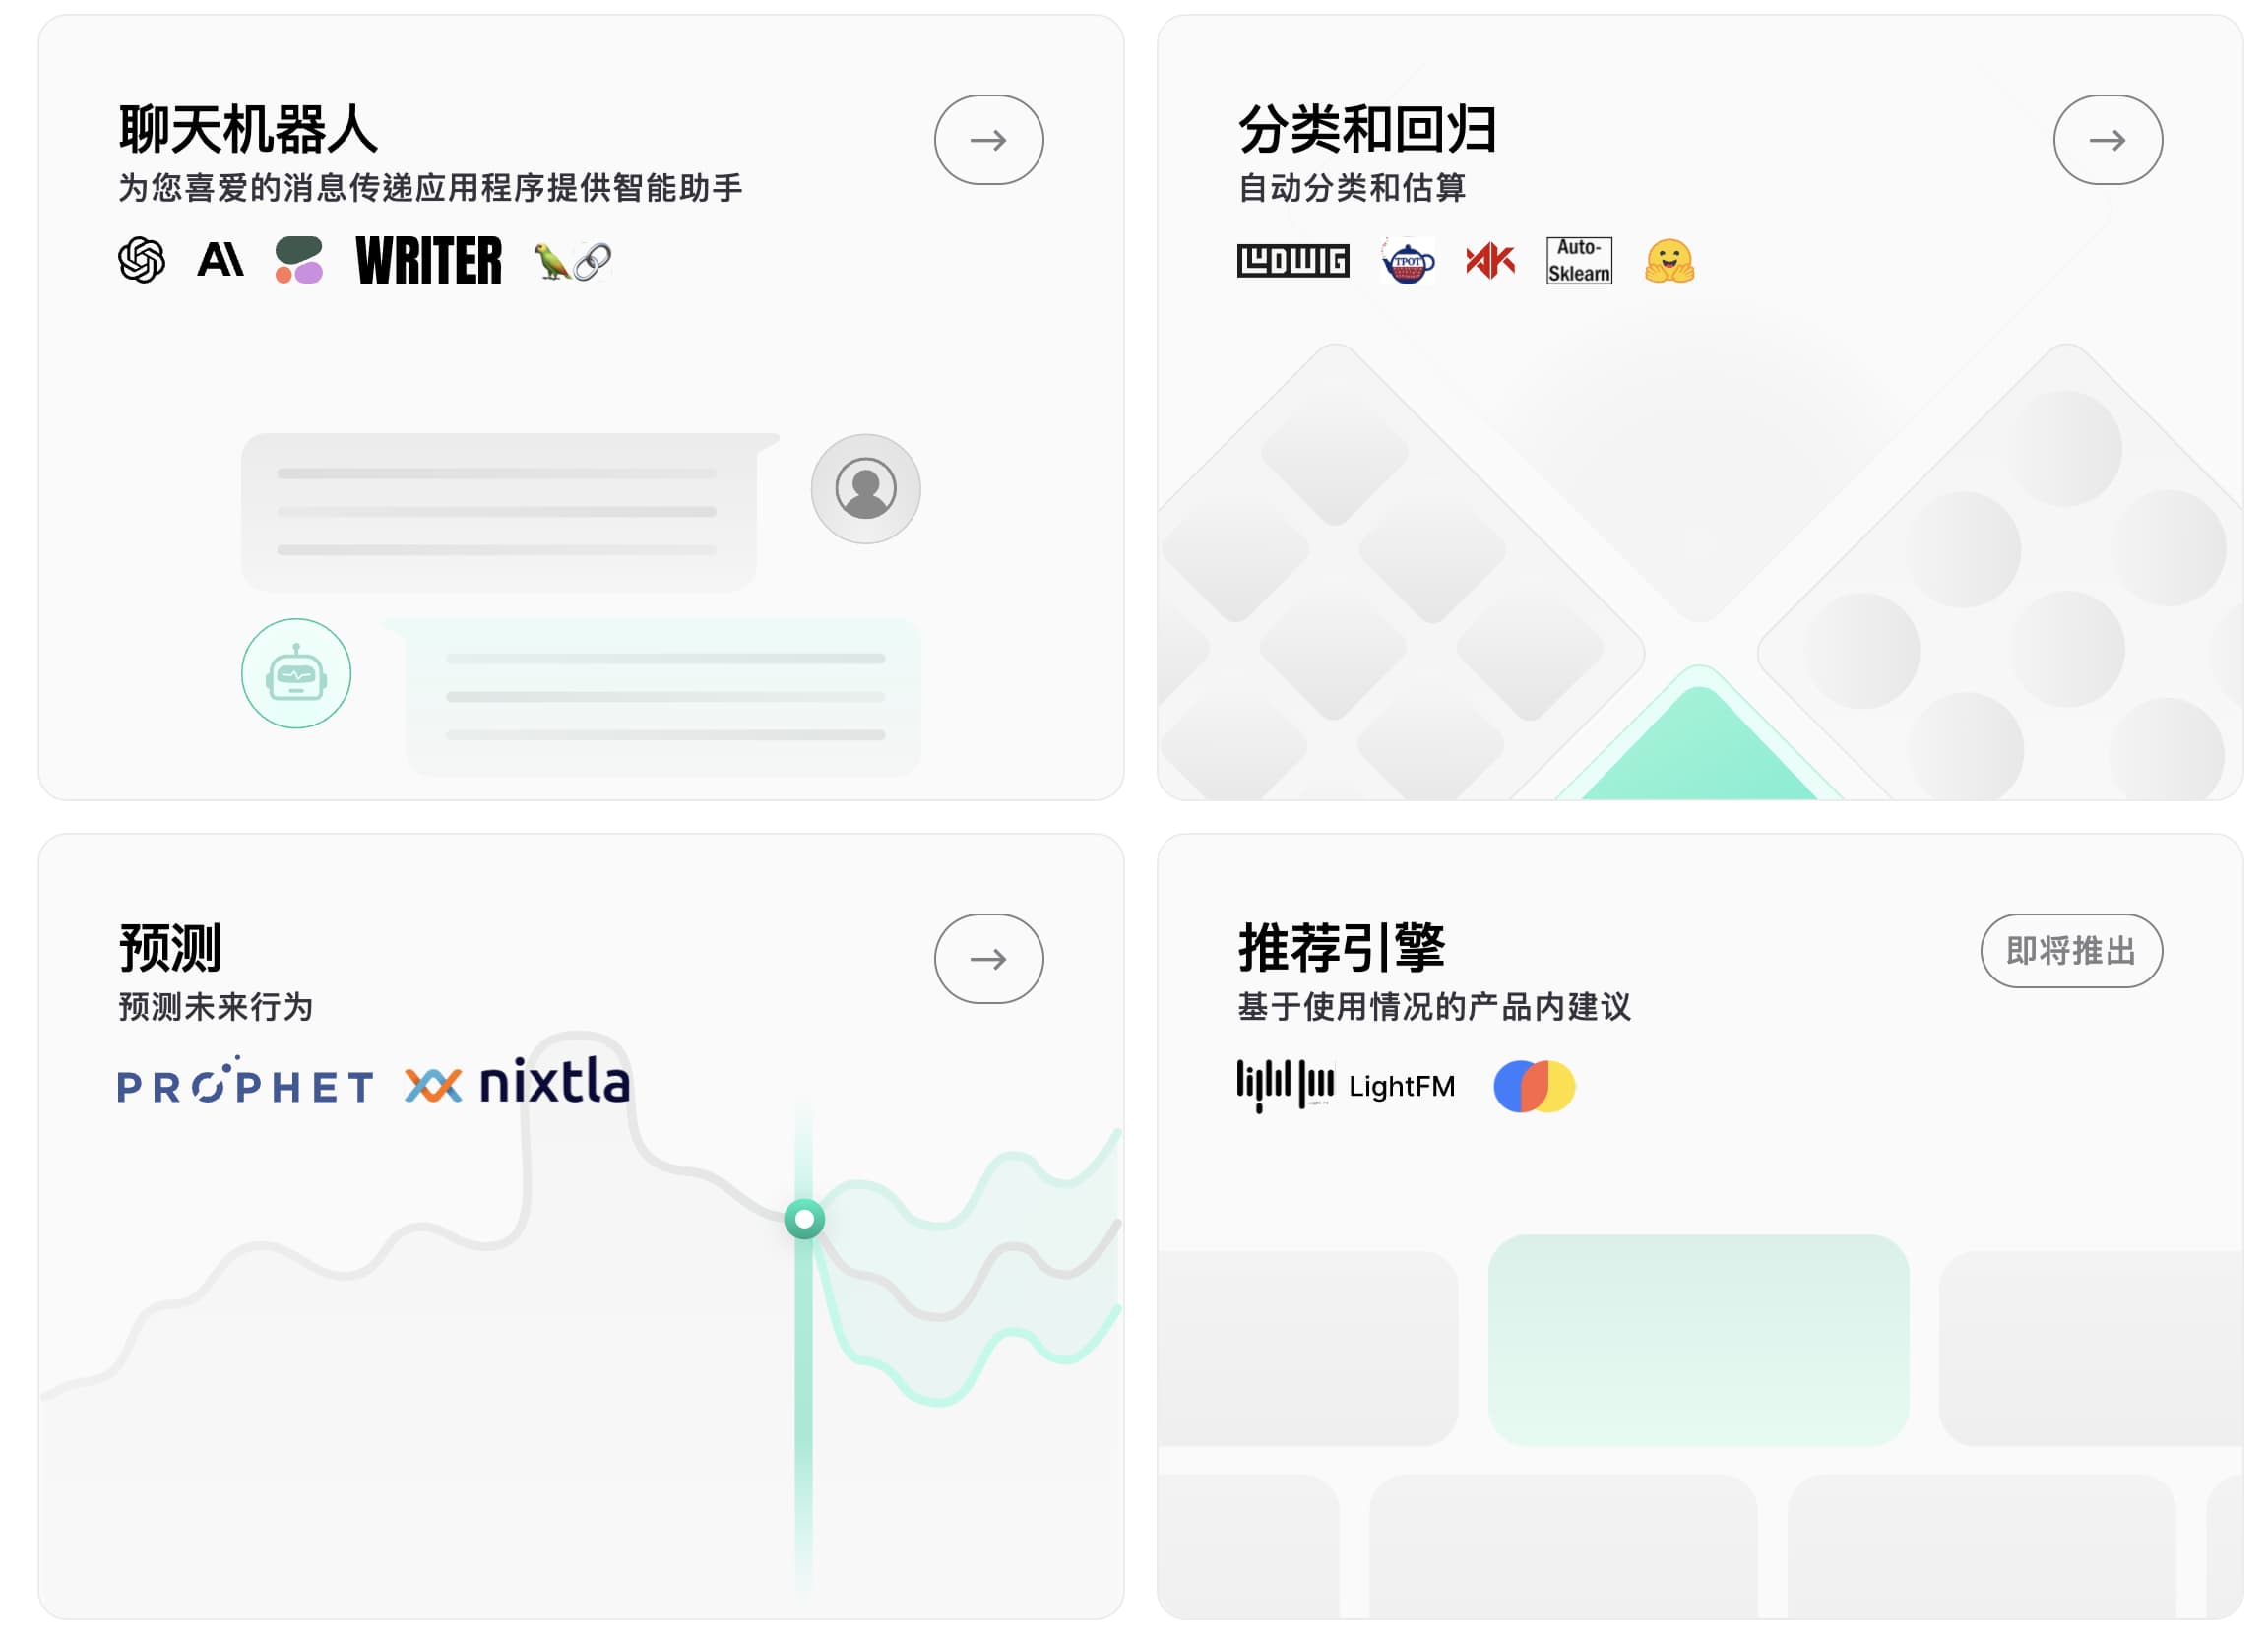 聊天机器人
为您喜爱的消息传递应用程序提供智能助手
WRITER
分类和回归
自动分类和估算
LUDWIG
TPOT
AK
Auto-
Sklearn
预测
预测未来行为
PROPHET
nixtla
推荐引擎
即将推出
基于使用情况的产品内建议
LightFM